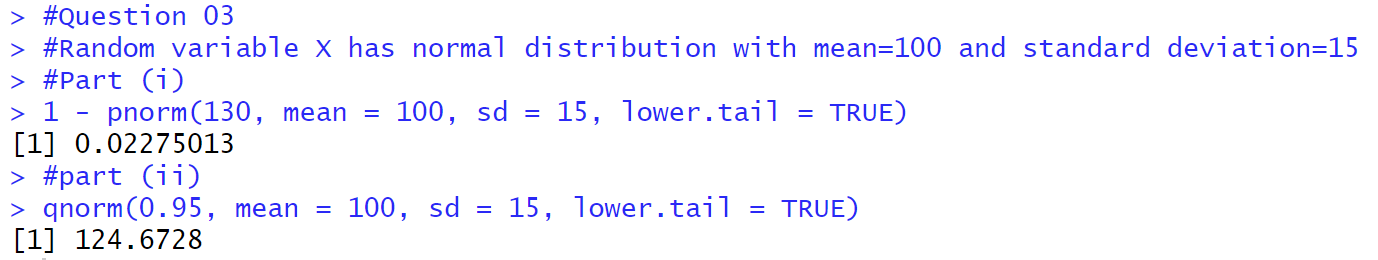 > #Question 03
> #Random variable X has normal distribution with mean=100 and standard deviation=15
> #Part (i)
> 1 - pnorm(130, mean = 100, sd = 15, lower.tail = TRUE)
[1] 0.02275013
> #part (ii)
> qnorm(0.95, mean = 100, sd = 15, lower.tail = TRUE)
[1] 124.6728